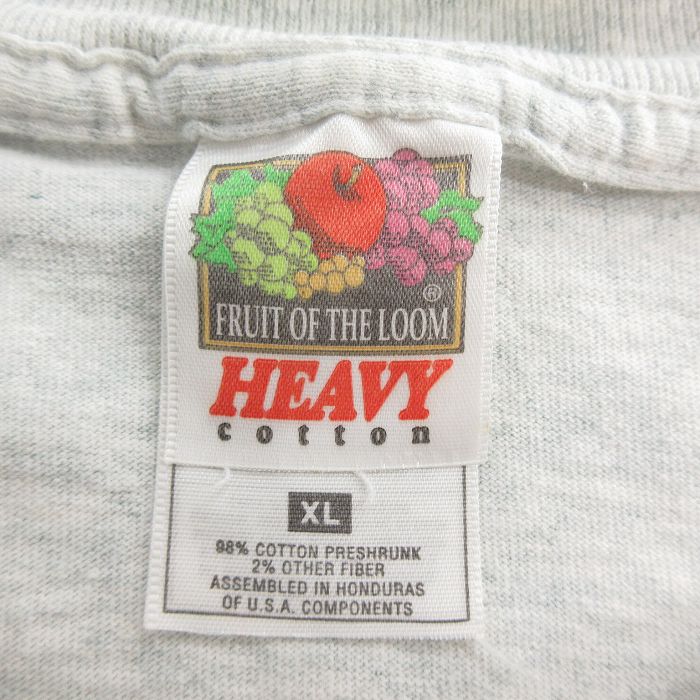 ®
FRUIT OF THE LOOM
HEAVY
cotton
XL
98% COTTON PRESHRUNK
2% OTHER FIBER
ASSEMBLED IN HONDURAS
OF U.S.A. COMPONENTS